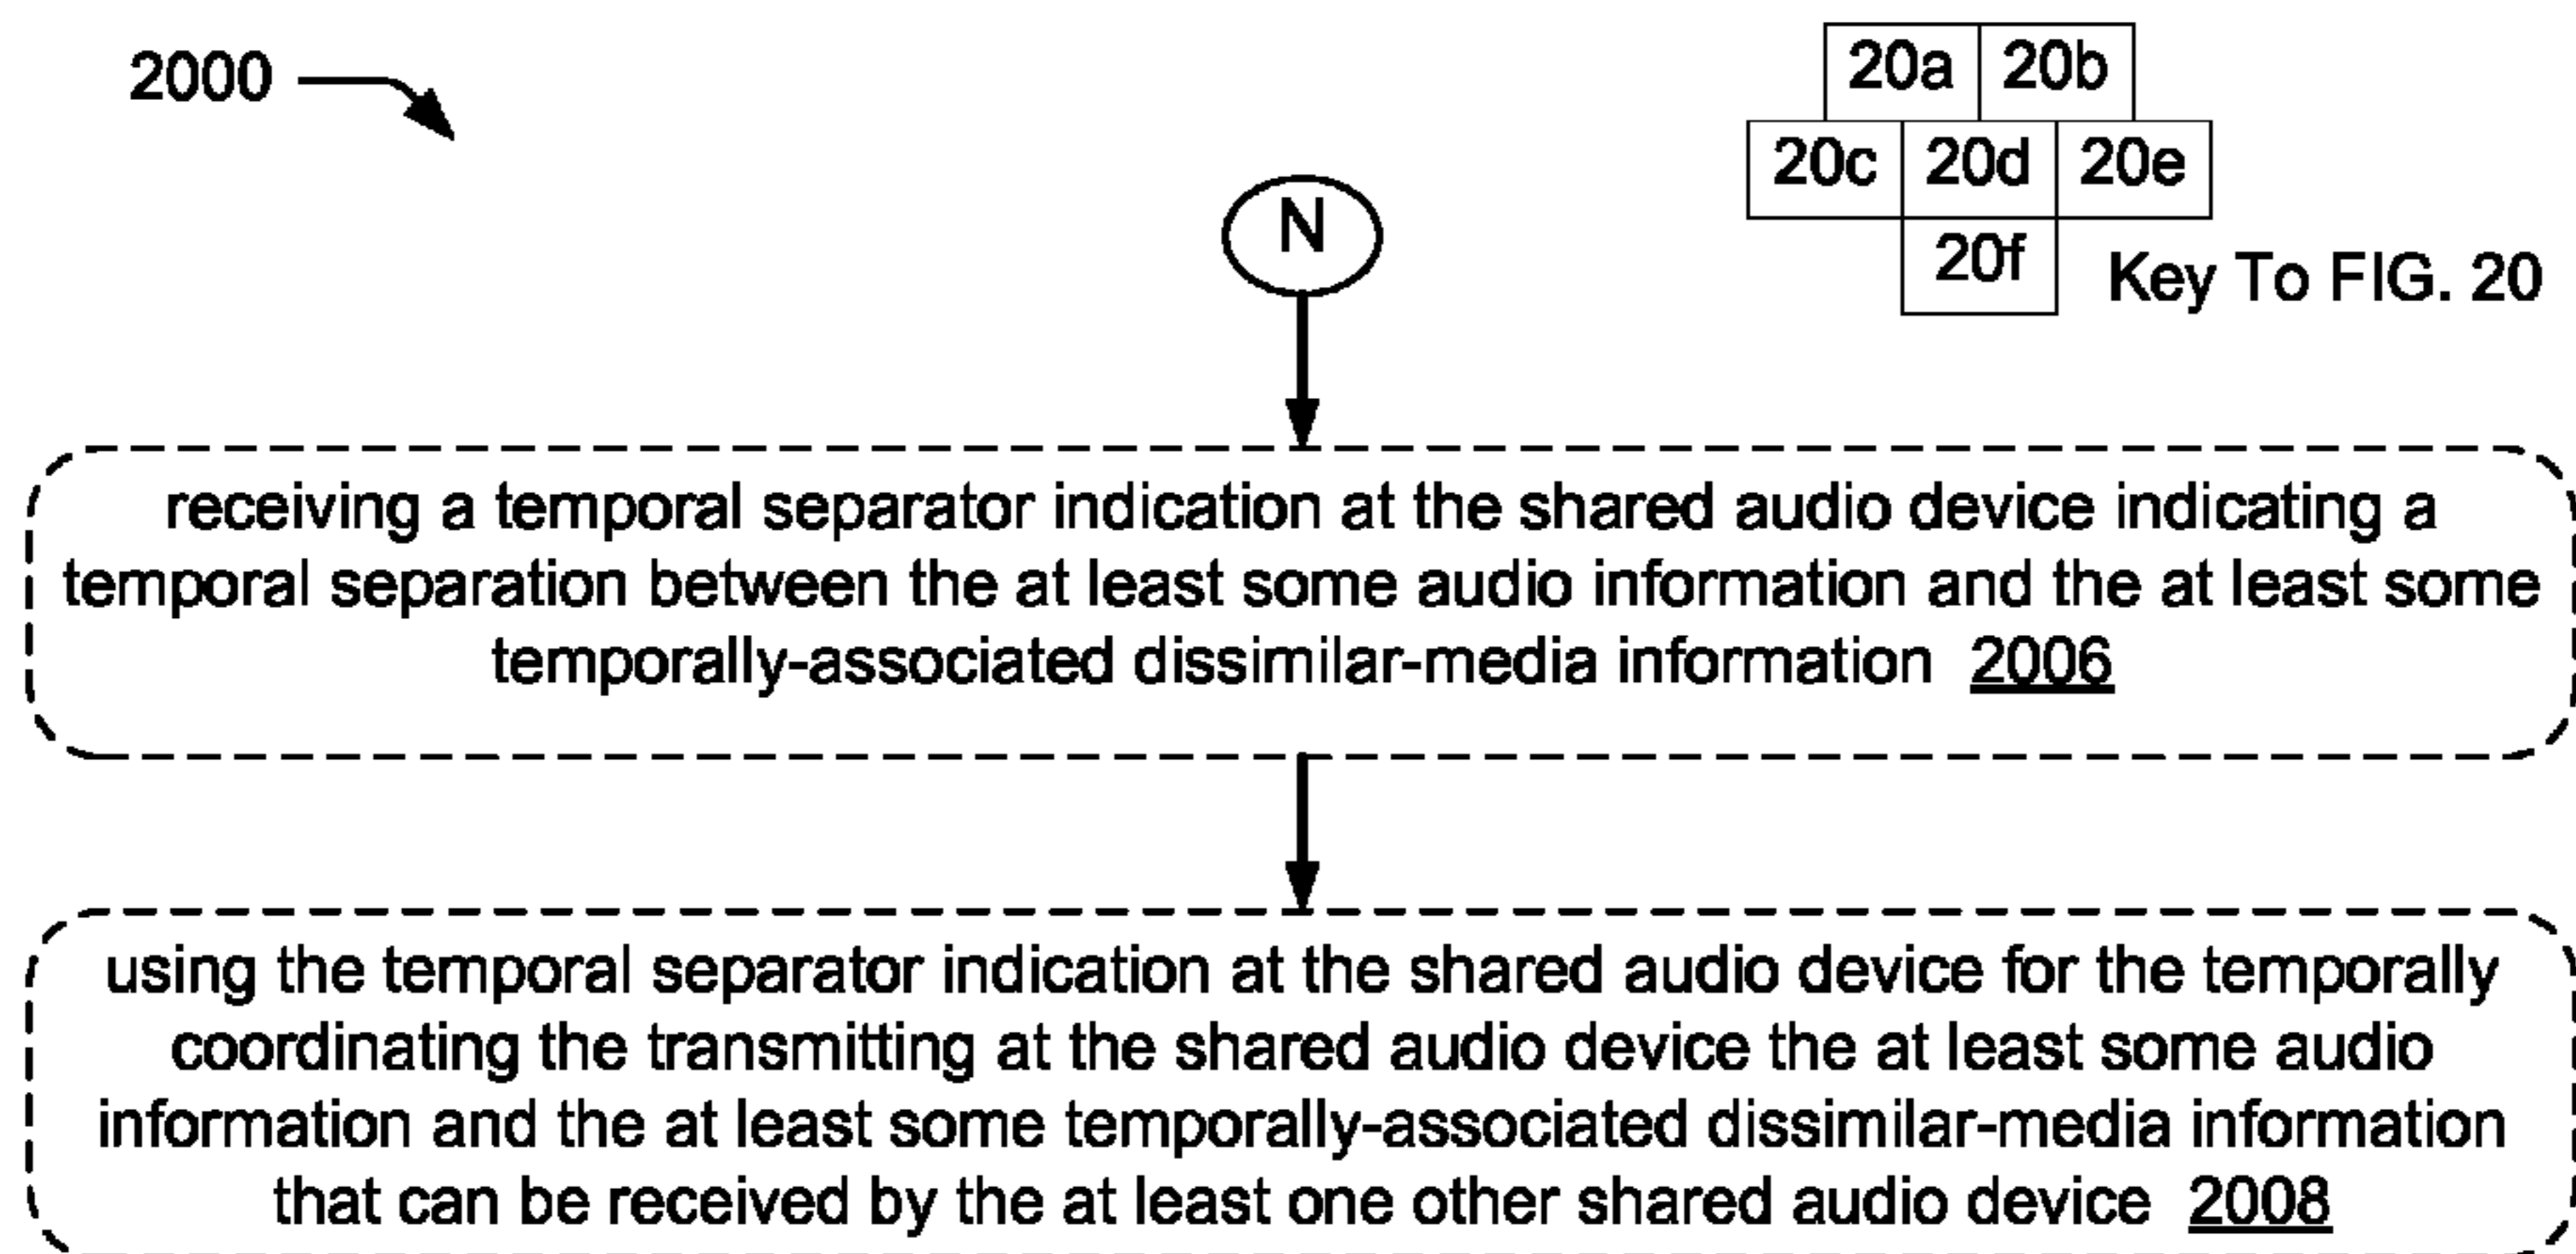 2000
20a 20b
20c 20d 20e
20f
Key To FIG. 20
N
receiving a temporal separator indication at the shared audio device indicating a
temporal separation between the at least some audio information and the at least some
temporally-associated dissimilar-media information 2006
using the temporal separator indication at the shared audio device for the temporally
coordinating the transmitting at the shared audio device the at least some audio
information and the at least some temporally-associated dissimilar-media information
that can be received by the at least one other shared audio device 2008